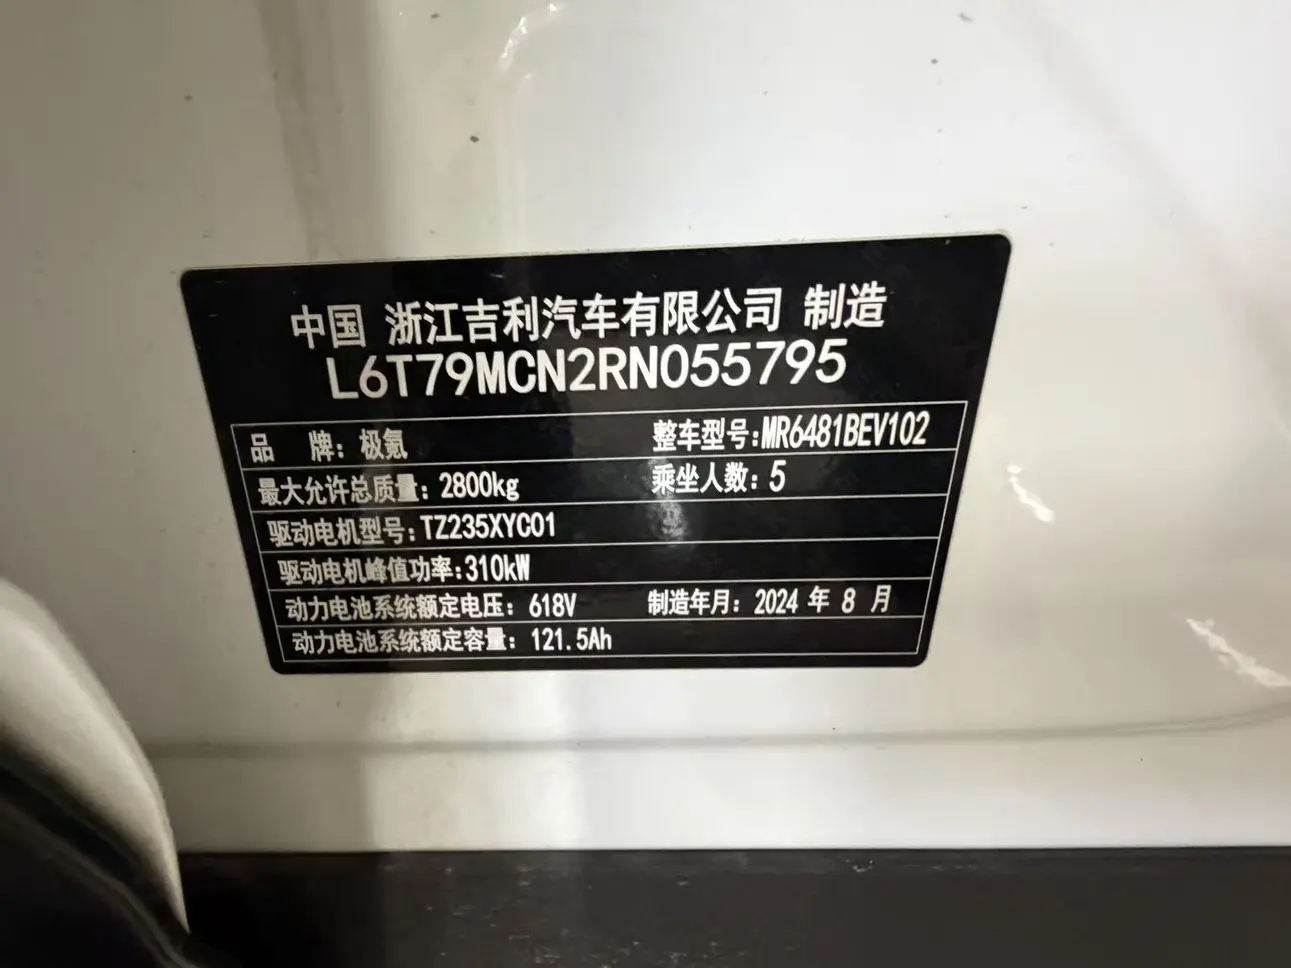 中国 浙江吉利汽车有限公司 制造
L6T79MCN2RN055795
品 牌：极氪 整车型号：MR6481BEV102
最大允许总质量：2800kg 乘坐人数：5
驱动电机型号：TZ235XYC01
驱动电机峰值功率：310kW
动力电池系统额定电压：618V 制造年月：2024 年 8 月
动力电池系统额定容量：121.5Ah